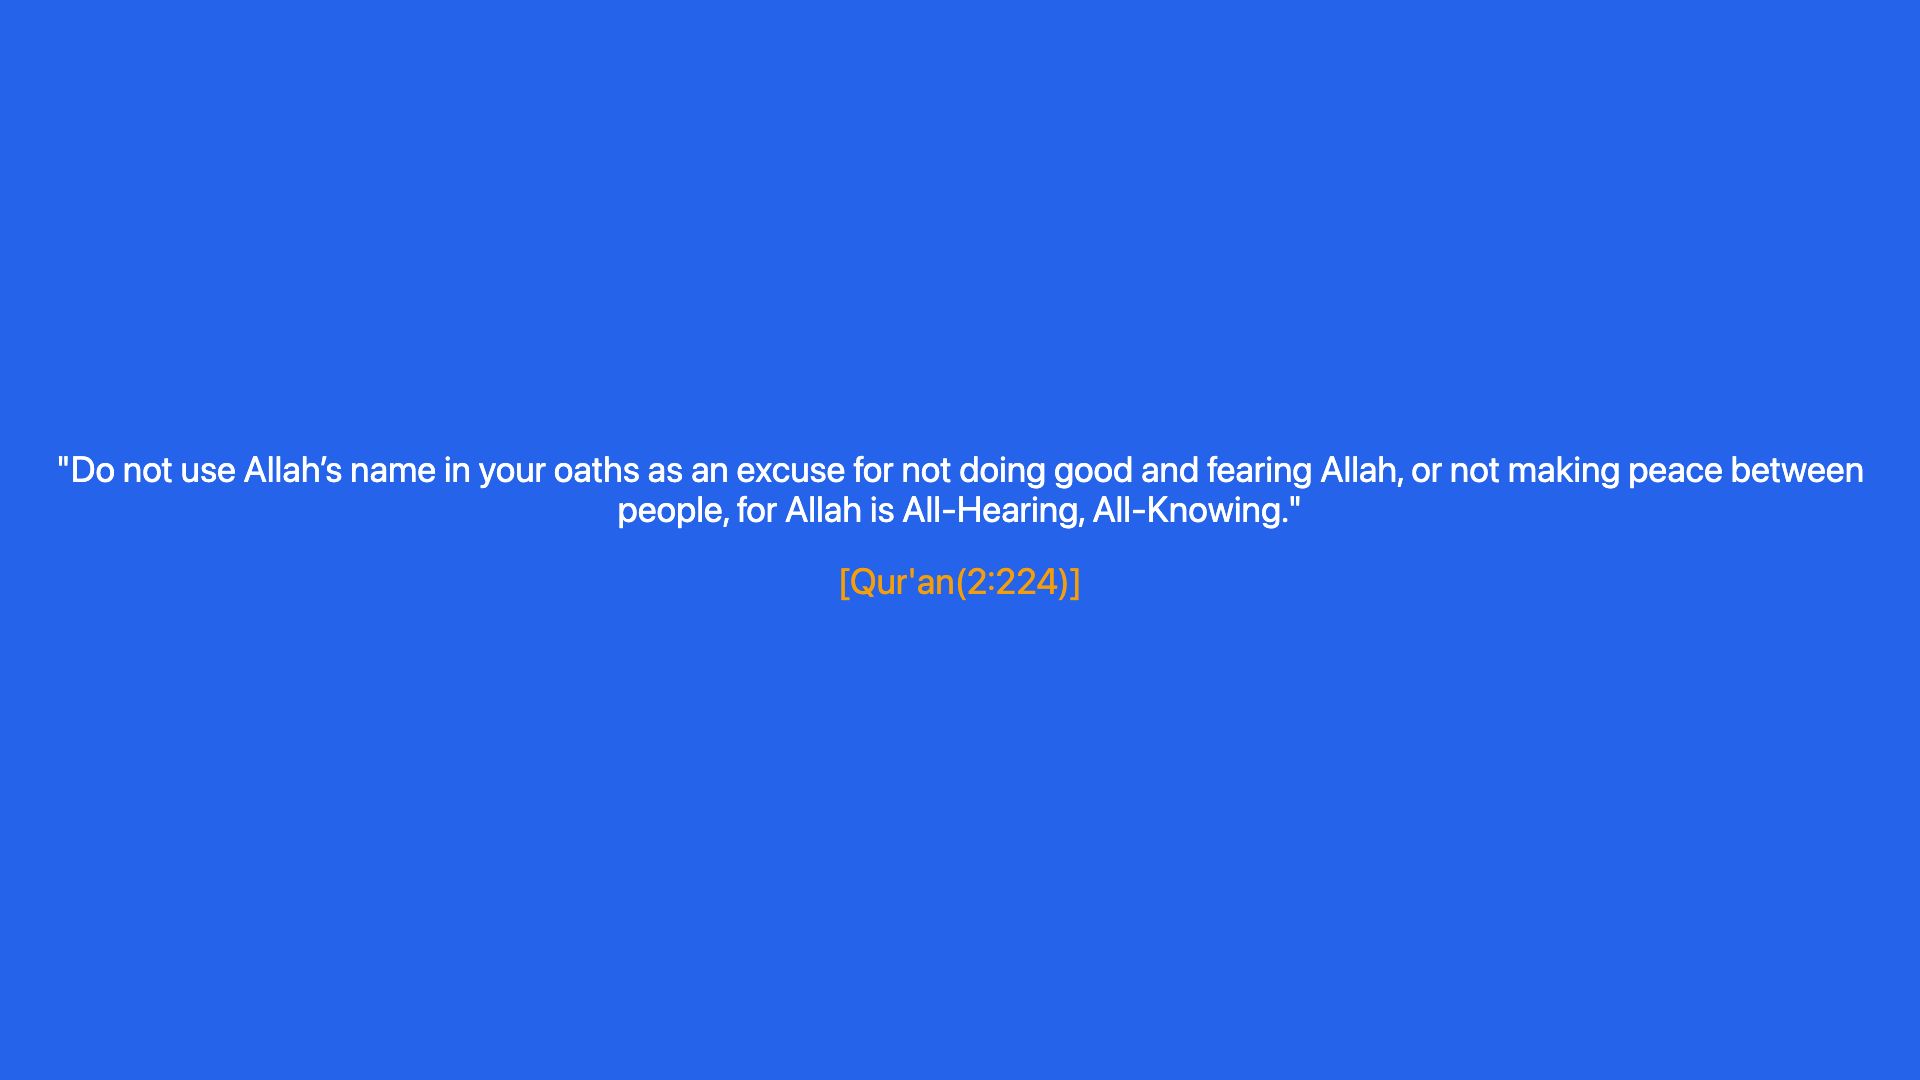 "Do not use Allah’s name in your oaths as an excuse for not doing good and fearing Allah, or not making peace between
people, for Allah is All-Hearing, All-Knowing."
[Qur'an(2:224)]